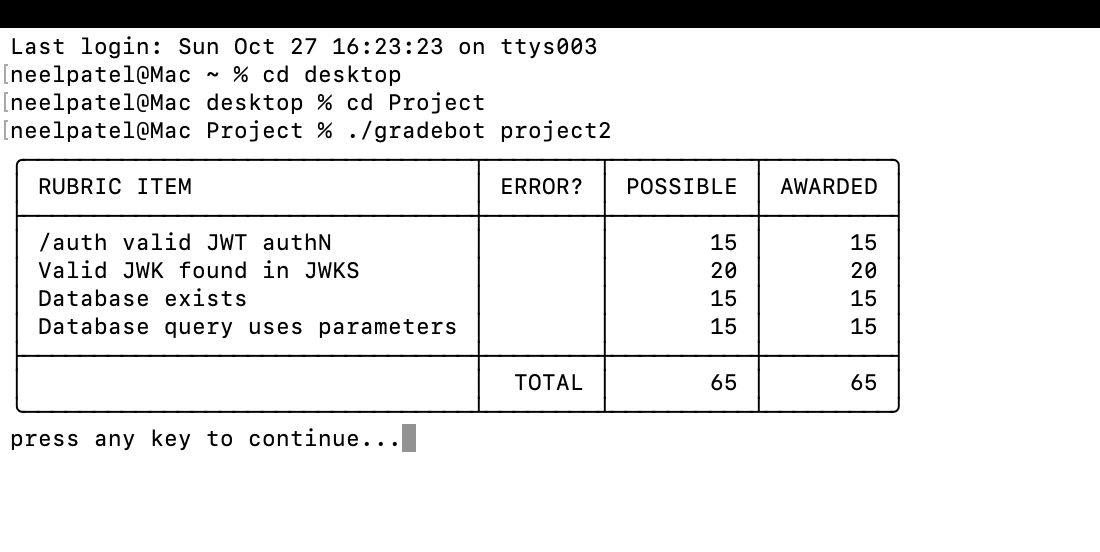 Last login: Sun Oct 27 16:23:23 on ttys003
[neelpatel@Mac ~ % cd desktop
[neelpatel@Mac desktop % cd Project
[neelpatel@Mac Project % ./gradebot project2
RUBRIC ITEM ERROR? POSSIBLE AWARDED
/auth valid JWT authN 15 15
Valid JWK found in JWKS 20 20
Database exists 15 15
Database query uses parameters 15 15
TOTAL 65 65
press any key to continue...